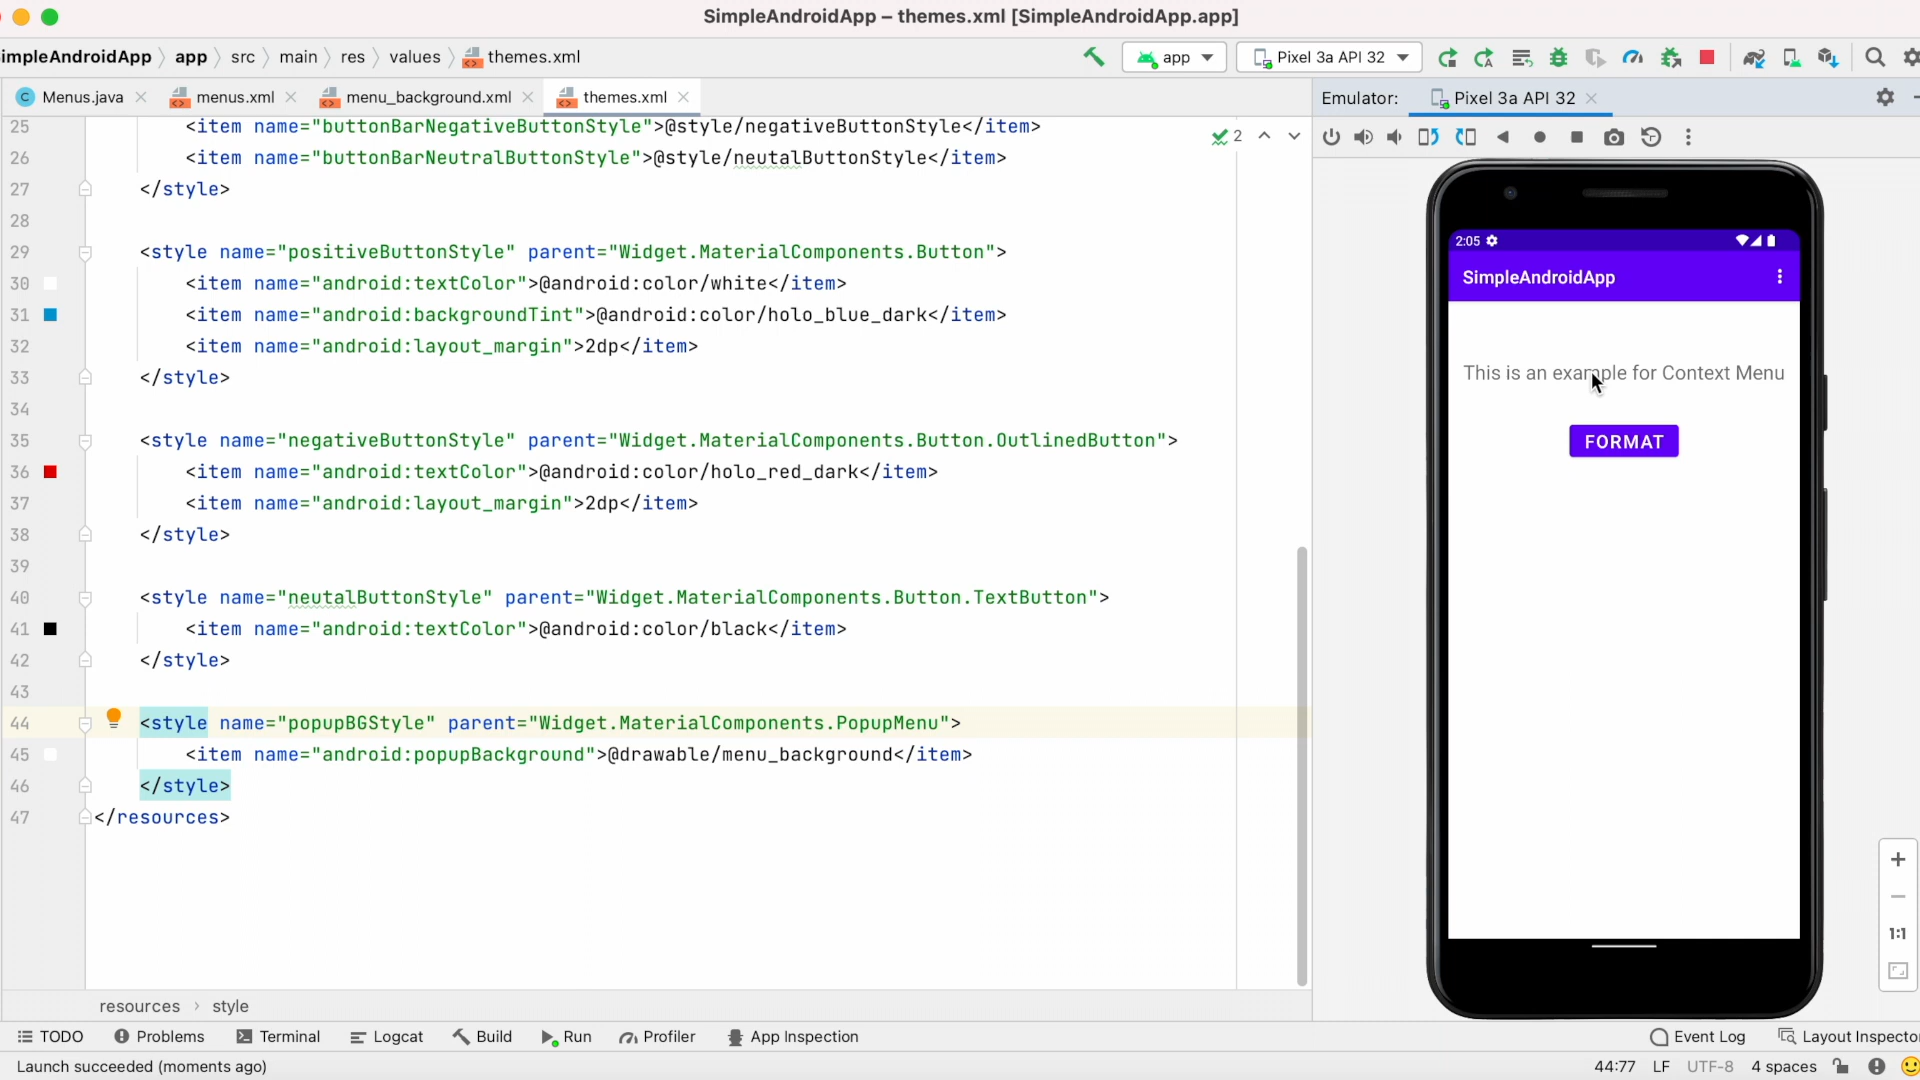 SimpleAndroidApp – themes.xml [SimpleAndroidApp.app]
impleAndroidApp app src main res values themes.xml
app Pixel 3a API 32
Menus.java menus.xml menu_background.xml themes.xml
Emulator: Pixel 3a API 32
2
25 <item name="buttonBarNegativeButtonStyle">@style/negativeButtonStyle</item>
26 <item name="buttonBarNeutralButtonStyle">@style/neutalButtonStyle</item>
27 </style>
28
29 <style name="positiveButtonStyle" parent="Widget.MaterialComponents.Button">
30 <item name="android:textColor">@android:color/white</item>
31 <item name="android:backgroundTint">@android:color/holo_blue_dark</item>
32 <item name="android:layout_margin">2dp</item>
33 </style>
34
35 <style name="negativeButtonStyle" parent="Widget.MaterialComponents.Button.OutlinedButton">
36 <item name="android:textColor">@android:color/holo_red_dark</item>
37 <item name="android:layout_margin">2dp</item>
38 </style>
39
40 <style name="neutalButtonStyle" parent="Widget.MaterialComponents.Button.TextButton">
41 <item name="android:textColor">@android:color/black</item>
42 </style>
43
44 <style name="popupBGStyle" parent="Widget.MaterialComponents.PopupMenu">
45 <item name="android:popupBackground">@drawable/menu_background</item>
46 </style>
47 </resources>
2:05
SimpleAndroidApp
This is an example for Context Menu
FORMAT
1:1
resources › style
TODO Problems Terminal Logcat Build Run Profiler App Inspection Event Log Layout Inspector
Launch succeeded (moments ago) 44:77 LF UTF-8 4 spaces